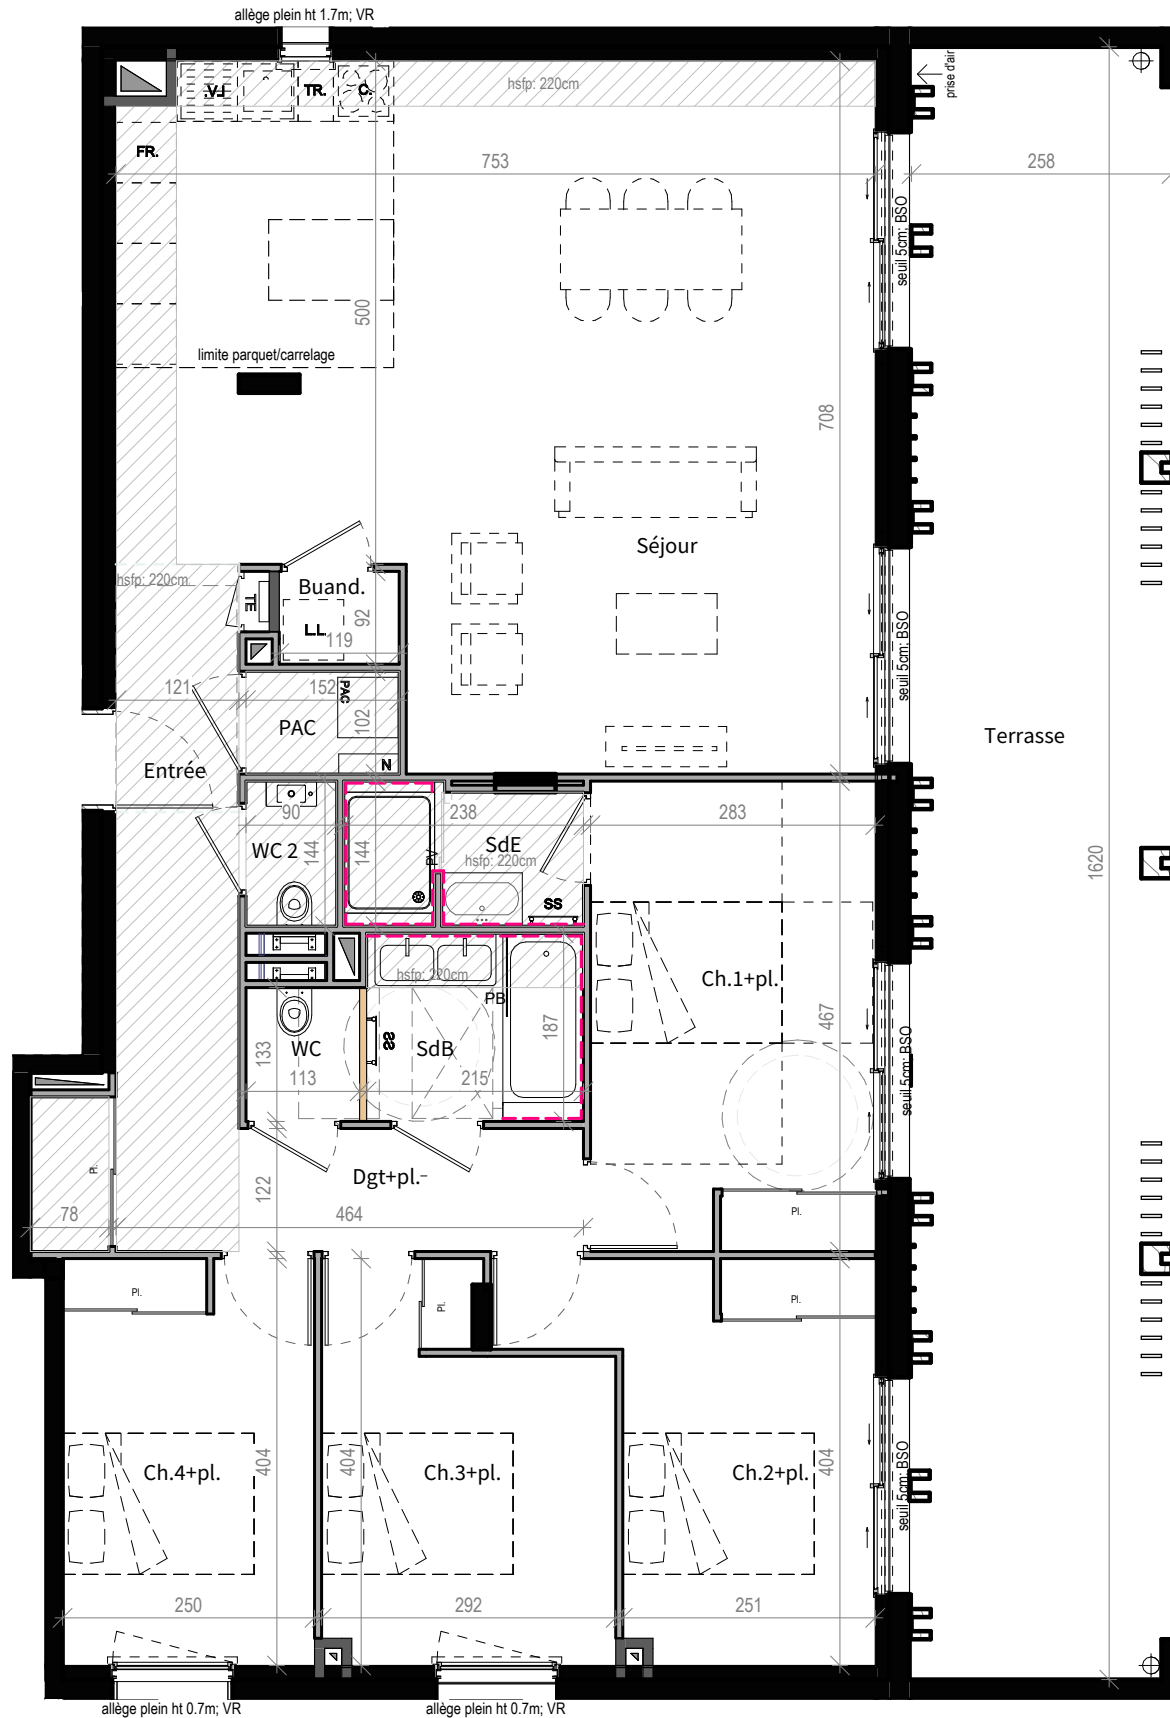 allège plein ht 1.7m; VR
LV.
TR.
C.
hsfp: 220cm
prise d'air
FR.
753
258
seuil 5cm; BSO
500
limite parquet/carrelage
708
Séjour
hsfp: 220cm
Buand.
TE
LL
92
119
seuil 5cm; BSO
121
152
PAC
PAC
102
N
Terrasse
Entrée
90
238
283
WC 2
144
144
PV
SdE
hsfp: 220cm
SS
1620
hsfp: 220cm
PB
Ch.1+pl.
467
187
WC
133
SS
SdB
113
215
seuil 5cm; BSO
Pl.
Dgt+pl.
122
78
464
Pl.
Pl.
Pl.
Pl.
404
404
404
Ch.4+pl.
Ch.3+pl.
Ch.2+pl.
seuil 5cm; BSO
250
292
251
allège plein ht 0.7m; VR
allège plein ht 0.7m; VR